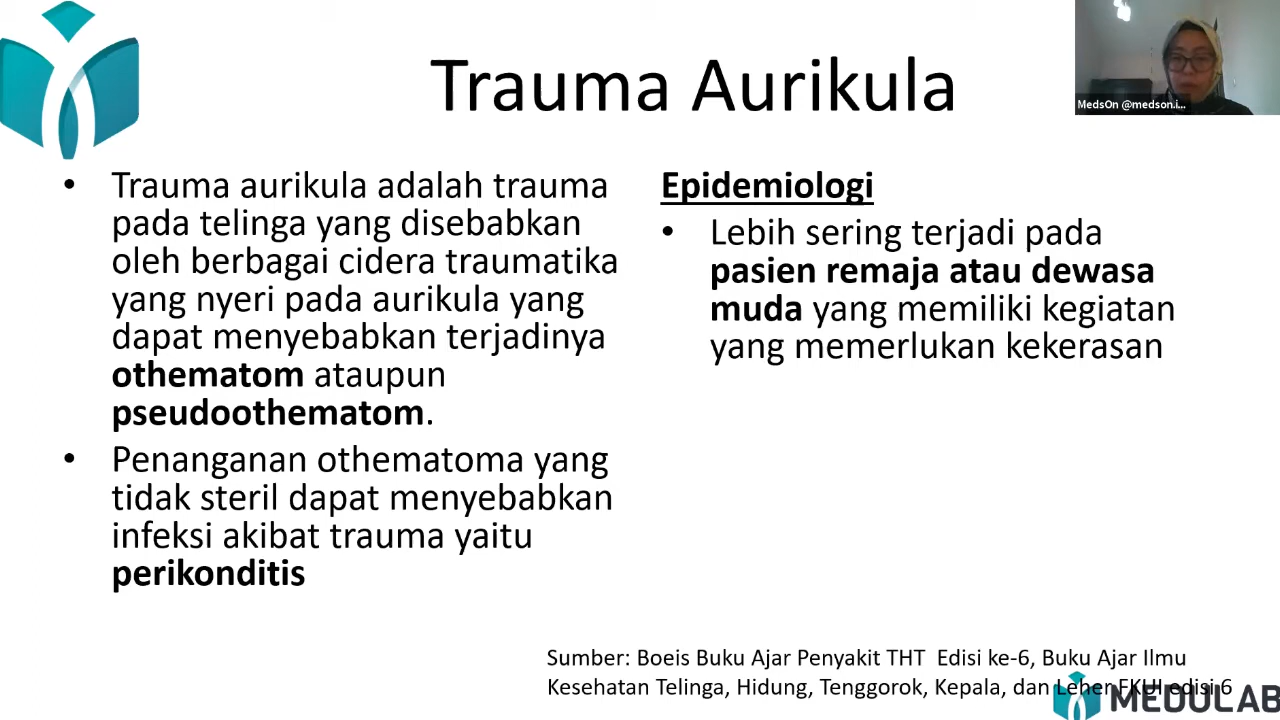 Trauma Aurikula
MedsOn @medson.i...
• Trauma aurikula adalah trauma
pada telinga yang disebabkan
oleh berbagai cidera traumatika
yang nyeri pada aurikula yang
dapat menyebabkan terjadinya
othematom ataupun
pseudoothematom.
• Penanganan othematoma yang
tidak steril dapat menyebabkan
infeksi akibat trauma yaitu
perikonditis
Epidemiologi
• Lebih sering terjadi pada
pasien remaja atau dewasa
muda yang memiliki kegiatan
yang memerlukan kekerasan
Sumber: Boeis Buku Ajar Penyakit THT Edisi ke-6, Buku Ajar Ilmu
Kesehatan Telinga, Hidung, Tenggorok, Kepala, dan Leher FKUI edisi 6
MEDULAB